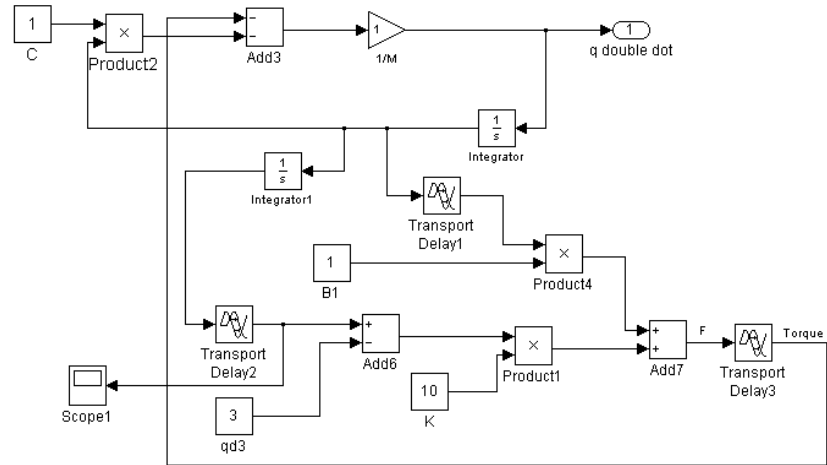 1
C
×
Product2
−
−
Add3
1
1/M
1
q double dot
1
s
Integrator
1
s
Integrator1
Transport
Delay1
1
B1
×
Product4
Transport
Delay2
+
−
Add6
×
Product1
+
+
Add7
F
Transport
Delay3
Torque
Scope1
3
qd3
10
K